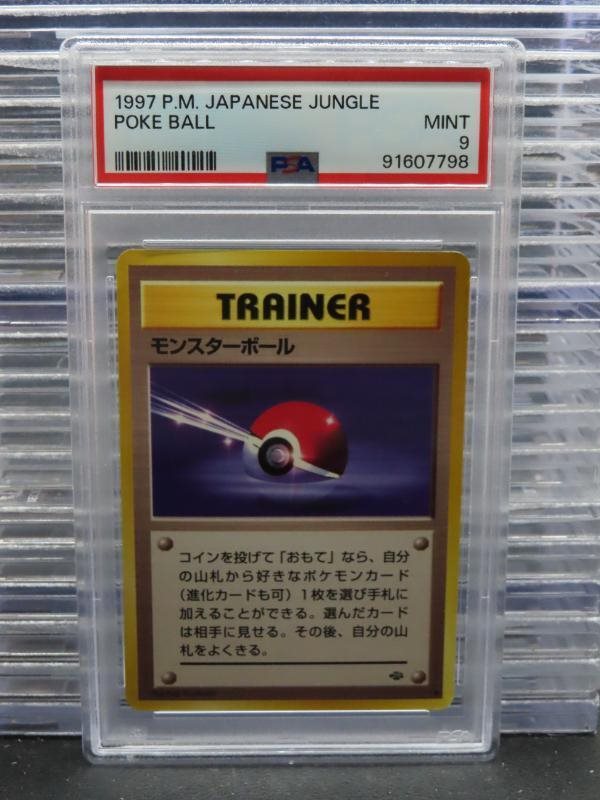 1997 P.M. JAPANESE JUNGLE
POKE BALL
MINT
9
PSA
91607798
TRAINER
モンスターボール
コインを投げて「おもて」なら、自分
の山札から好きなポケモンカード
（進化カードも可）1枚を選び手札に
加えることができる。選んだカード
は相手に見せる。その後、自分の山
札をよくきる。